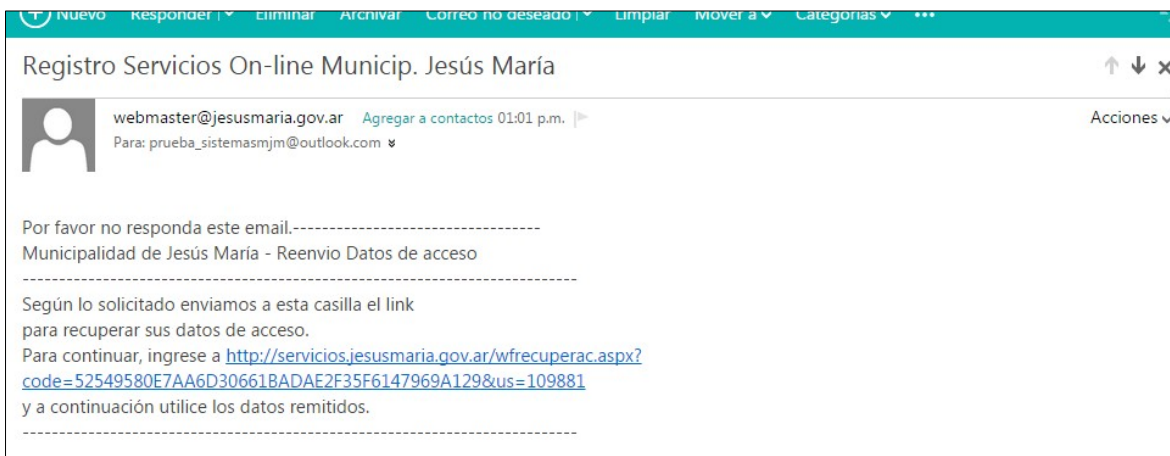 Nuevo Responder Eliminar Archivar Correo no deseado Limpiar Mover a Categorías ...
Registro Servicios On-line Municip. Jesús María
webmaster@jesusmaria.gov.ar Agregar a contactos 01:01 p.m.
Acciones
Para: prueba_sistemasmjm@outlook.com
Por favor no responda este email.----------------------------------
Municipalidad de Jesús María - Reenvio Datos de acceso
----------------------------------------------------------------------------
Según lo solicitado enviamos a esta casilla el link
para recuperar sus datos de acceso.
Para continuar, ingrese a http://servicios.jesusmaria.gov.ar/wfrecuperac.aspx?
code=52549580E7AA6D30661BADAE2F35F6147969A129&us=109881
y a continuación utilice los datos remitidos.
----------------------------------------------------------------------------